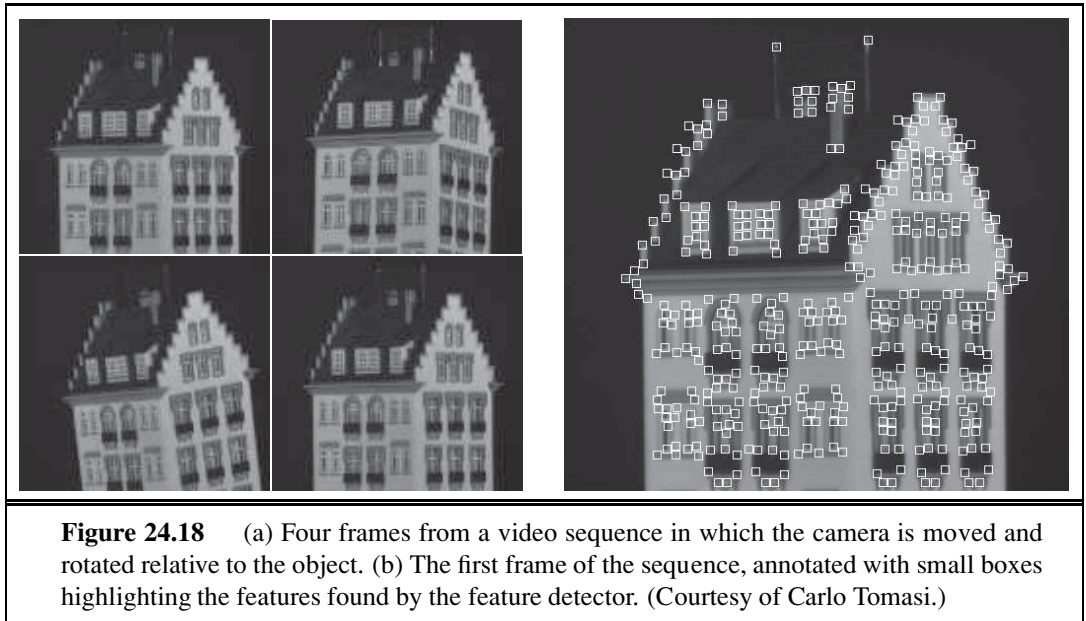 Figure 24.18 (a) Four frames from a video sequence in which the camera is moved and
rotated relative to the object. (b) The first frame of the sequence, annotated with small boxes
highlighting the features found by the feature detector. (Courtesy of Carlo Tomasi.)